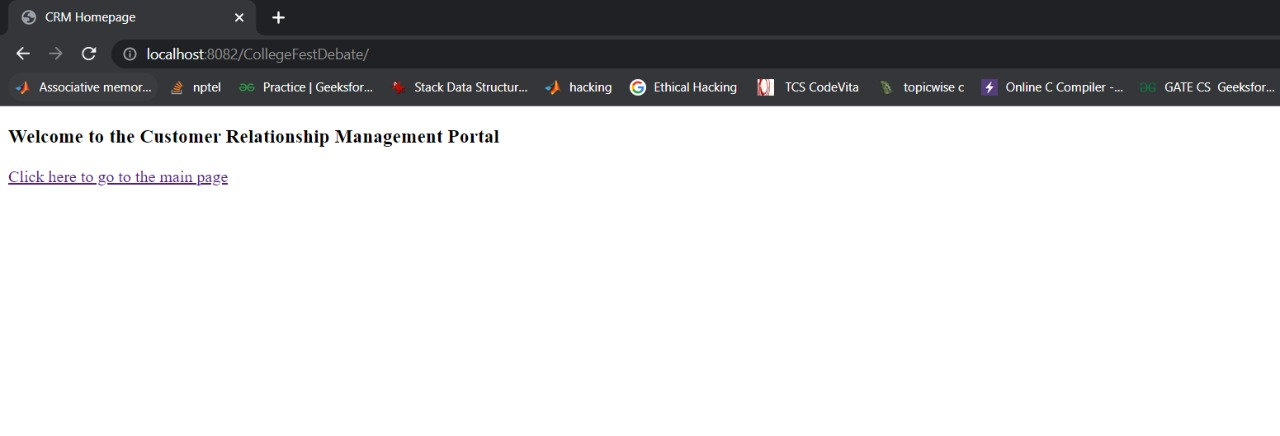 CRM Homepage
localhost:8082/CollegeFestDebate/
Associative memor... nptel Practice | Geeksfor... Stack Data Structur... hacking Ethical Hacking TCS CodeVita topicwise c Online C Compiler -... GATE CS Geeksfor...
Welcome to the Customer Relationship Management Portal
Click here to go to the main page